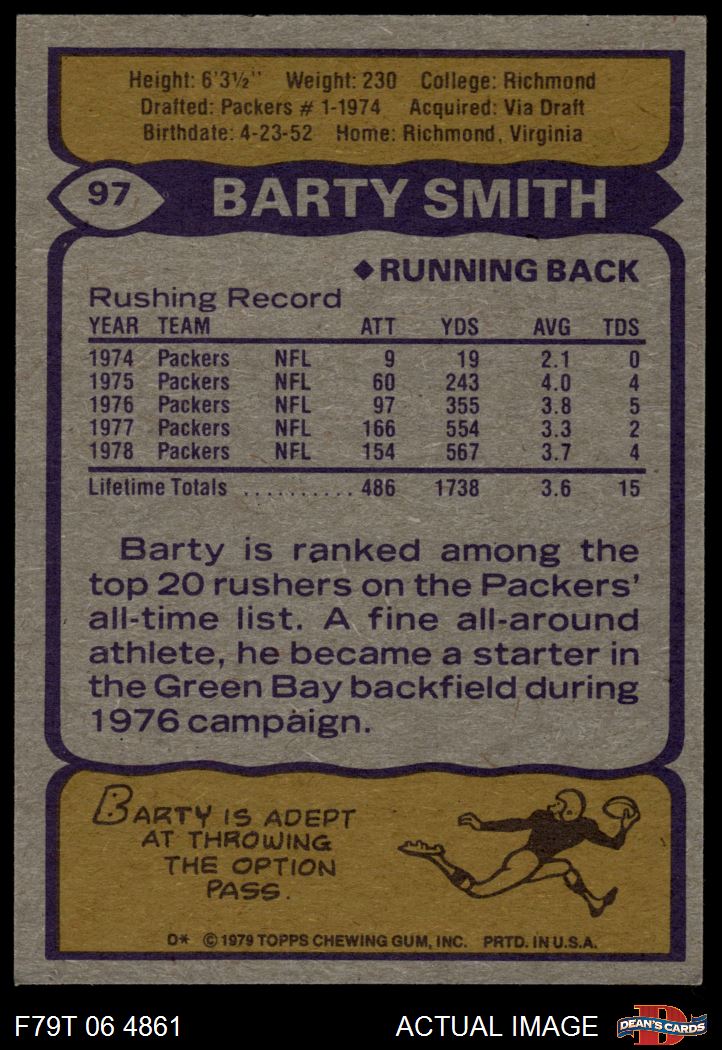 Height: 6'3½" Weight: 230 College: Richmond
Drafted: Packers # 1-1974 Acquired: Via Draft
Birthdate: 4-23-52 Home: Richmond, Virginia
97 BARTY SMITH
◆RUNNING BACK
Rushing Record
YEAR TEAM ATT YDS AVG TDS
1974 Packers NFL 9 19 2.1 0
1975 Packers NFL 60 243 4.0 4
1976 Packers NFL 97 355 3.8 5
1977 Packers NFL 166 554 3.3 2
1978 Packers NFL 154 567 3.7 4
Lifetime Totals .......... 486 1738 3.6 15
Barty is ranked among the
top 20 rushers on the Packers'
all-time list. A fine all-around
athlete, he became a starter in
the Green Bay backfield during
1976 campaign.
BARTY IS ADEPT
AT THROWING
THE OPTION
PASS.
D* © 1979 TOPPS CHEWING GUM, INC. PRTD. IN U.S.A.
F79T 06 4861 ACTUAL IMAGE D DEAN'S CARDS